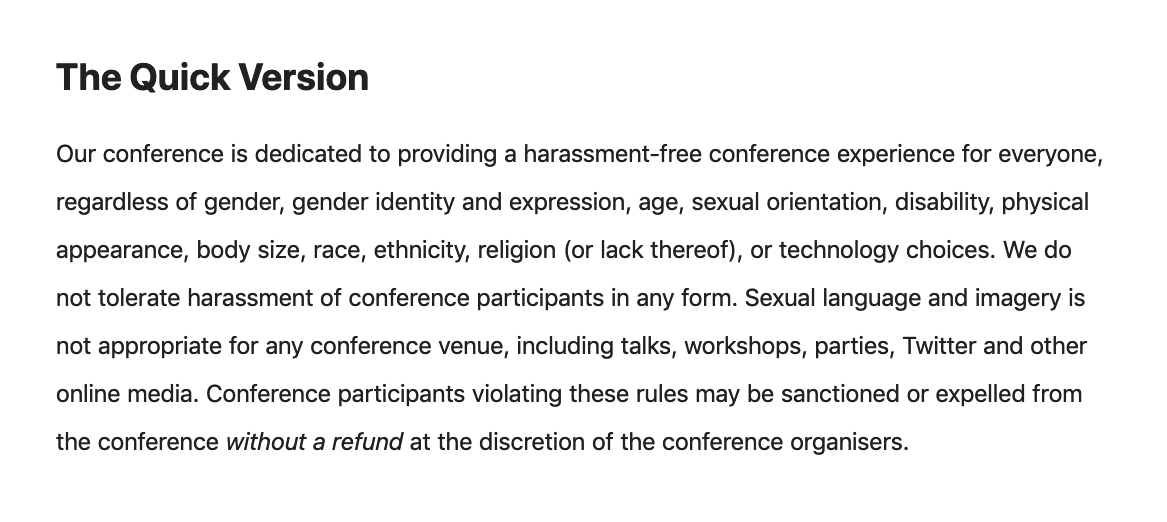 The Quick Version
Our conference is dedicated to providing a harassment-free conference experience for everyone,
regardless of gender, gender identity and expression, age, sexual orientation, disability, physical
appearance, body size, race, ethnicity, religion (or lack thereof), or technology choices. We do
not tolerate harassment of conference participants in any form. Sexual language and imagery is
not appropriate for any conference venue, including talks, workshops, parties, Twitter and other
online media. Conference participants violating these rules may be sanctioned or expelled from
the conference without a refund at the discretion of the conference organisers.